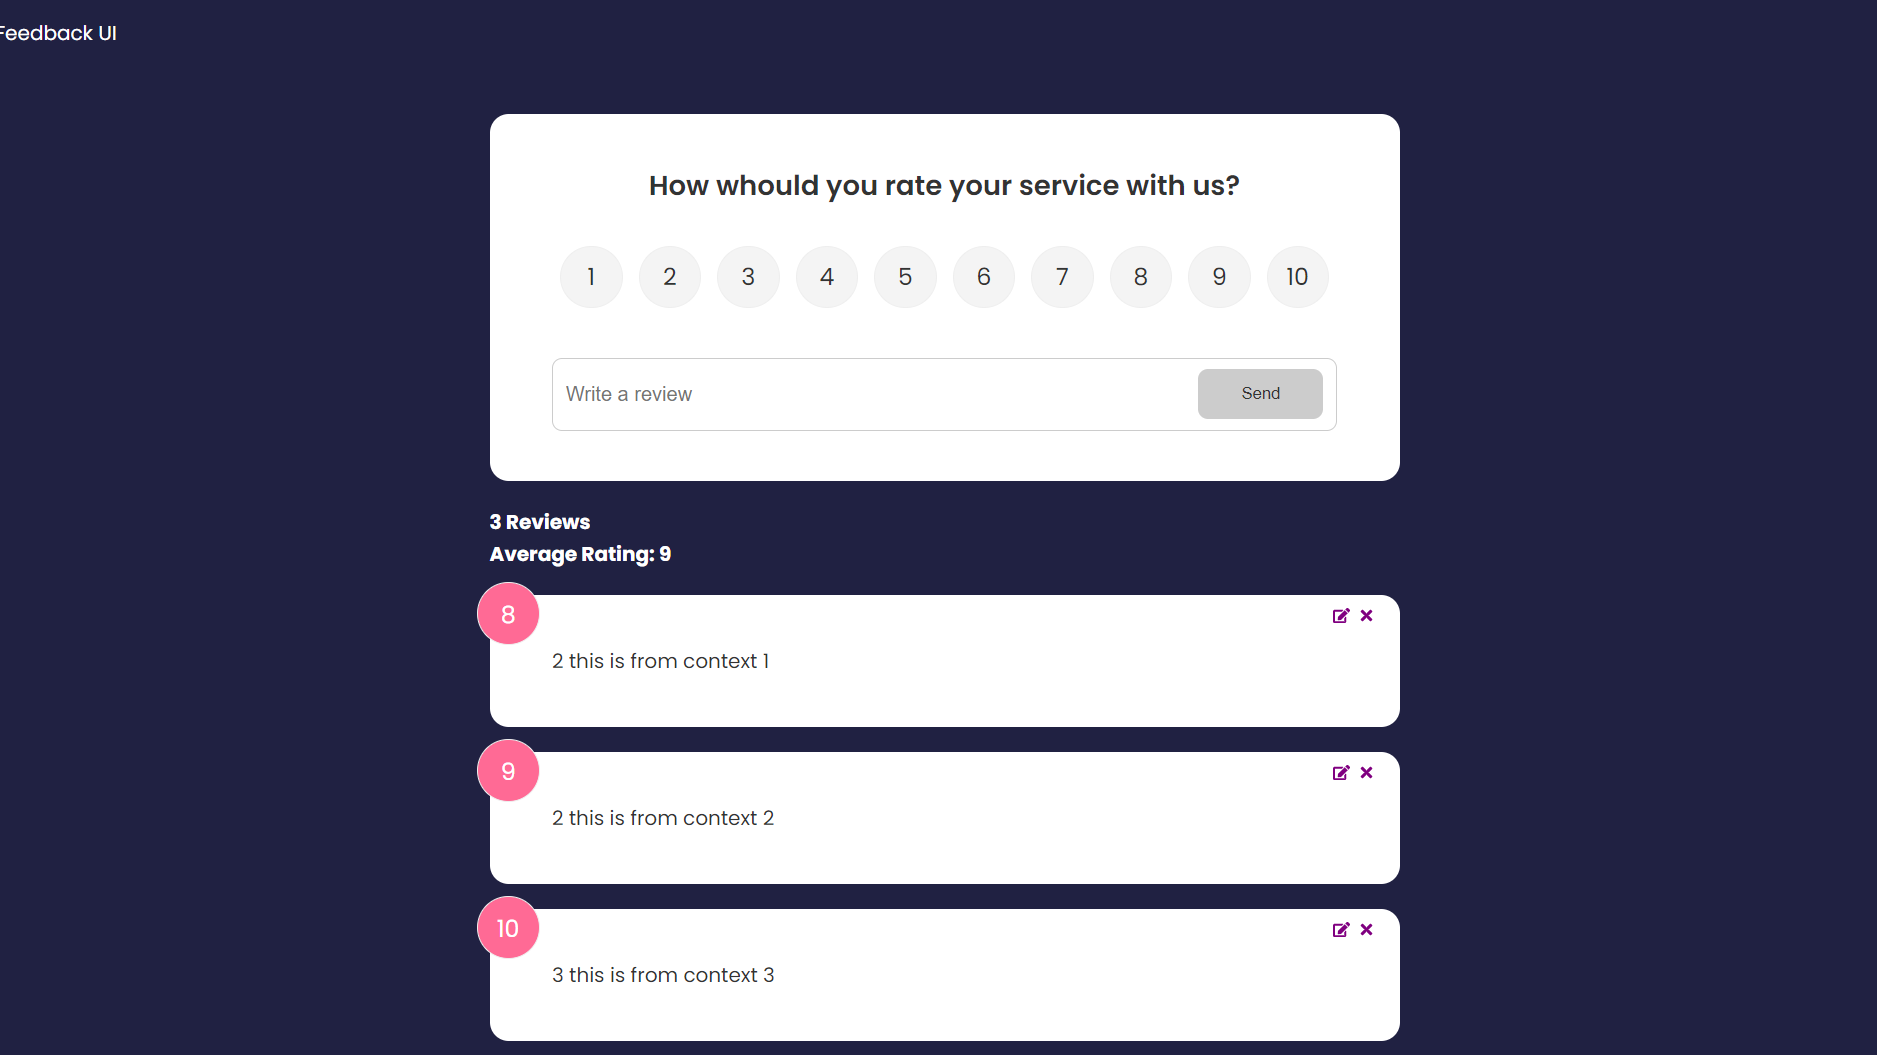 Feedback UI
How whould you rate your service with us?
1 2 3 4 5 6 7 8 9 10
Write a review Send
3 Reviews
Average Rating: 9
8
2 this is from context 1
9
2 this is from context 2
10
3 this is from context 3